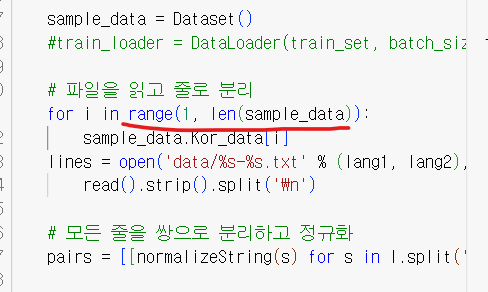 sample_data = Dataset()
#train_loader = DataLoader(train_set, batch_siz
# 파일을 읽고 줄로 분리
for i in range(1, len(sample_data)):
sample_data.Kor_data[i]
lines = open('data/%s-%s.txt' % (lang1, lang2),
read().strip().split('\n')
# 모든 줄을 쌍으로 분리하고 정규화
pairs = [[normalizeString(s) for s in l.split('